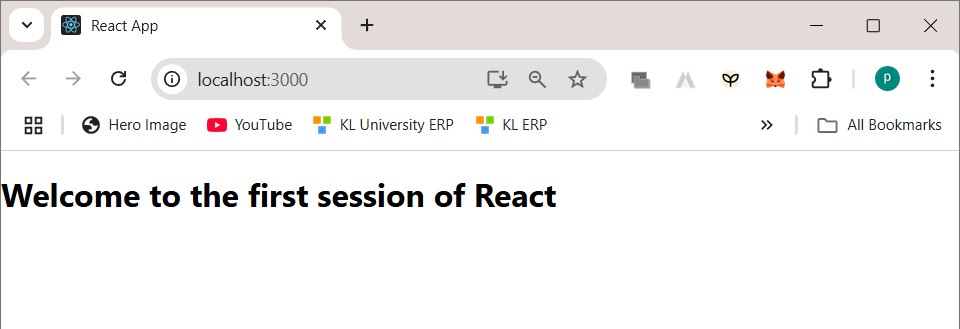 React App
localhost:3000
P
Hero Image YouTube KL University ERP KL ERP All Bookmarks
Welcome to the first session of React